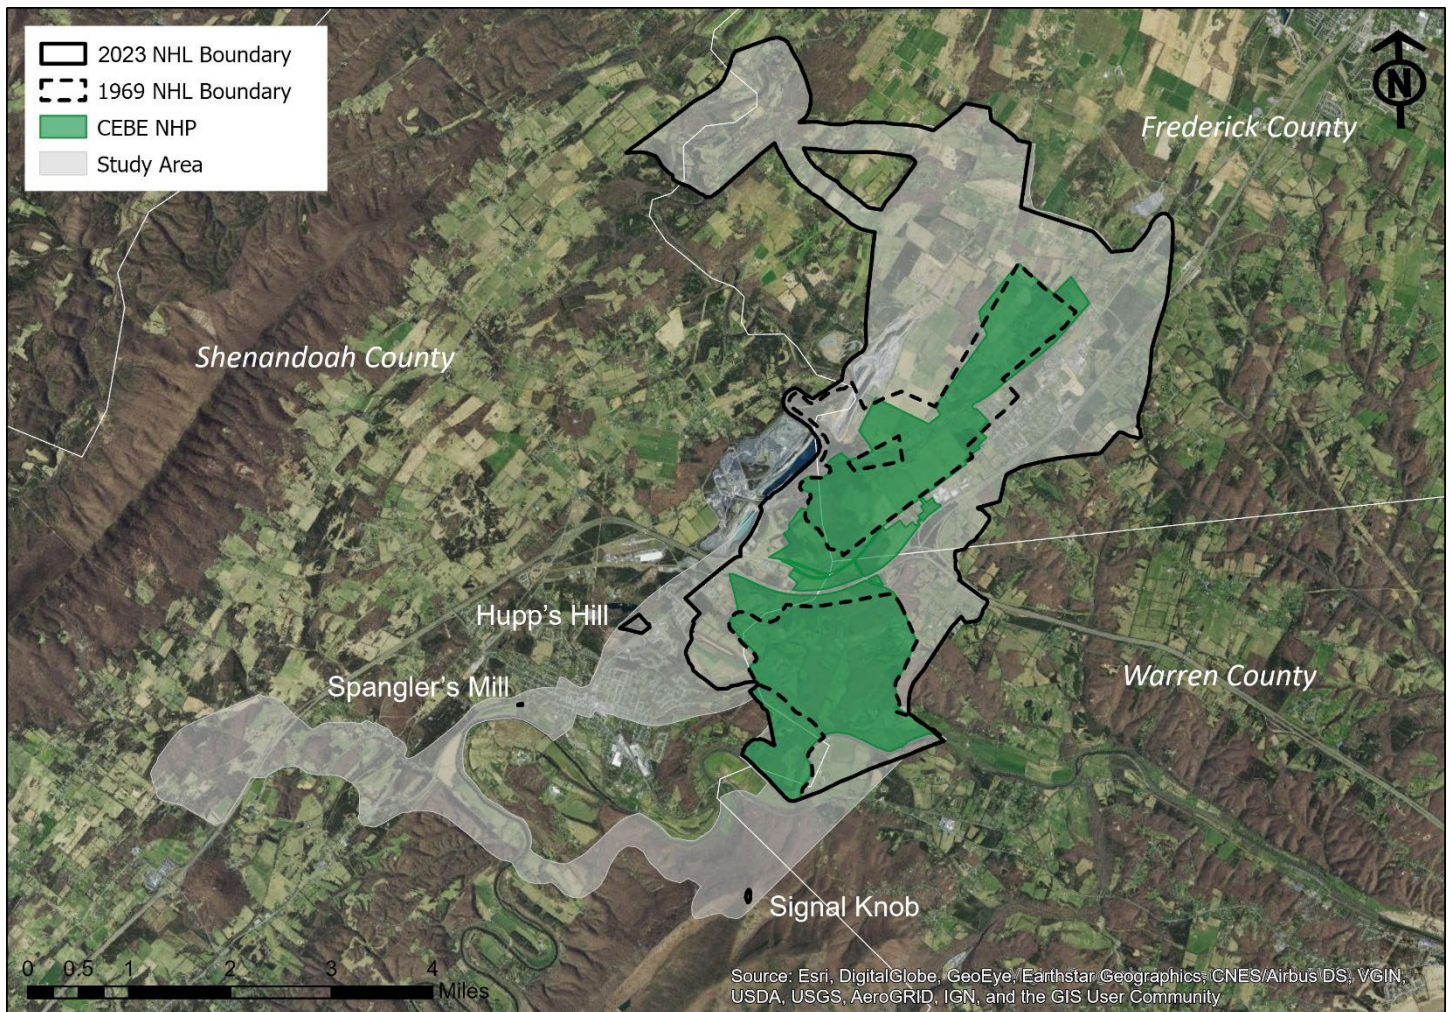 2023 NHL Boundary
1969 NHL Boundary
CEBE NHP
Study Area
N
Frederick County
Shenandoah County
Hupp's Hill
Spangler's Mill
Warren County
Signal Knob
0 0.5 1 2 3 4
Miles
Source: Esri, DigitalGlobe, GeoEye, Earthstar Geographics, CNES/Airbus DS, VGIN,
USDA, USGS, AeroGRID, IGN, and the GIS User Community